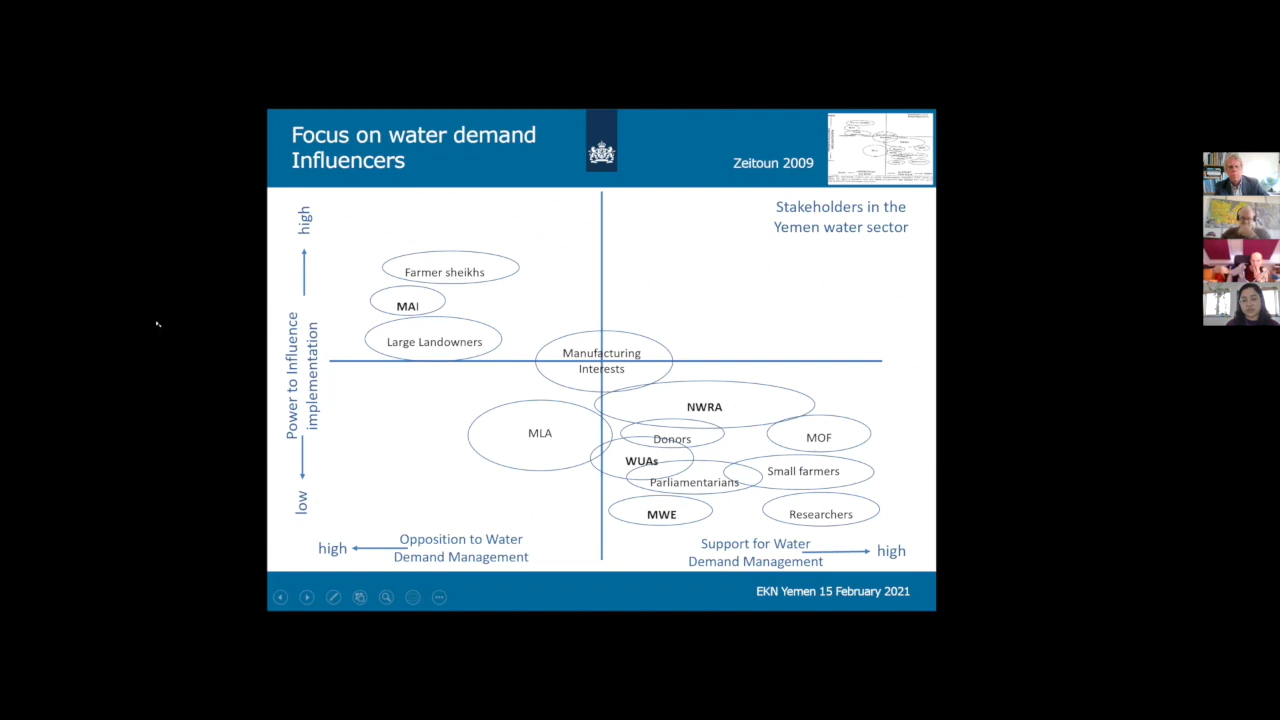 Focus on water demand
Influencers
Zeitoun 2009
Stakeholders in the
Yemen water sector
high
Power to Influence
implementation
low
Farmer sheikhs
MAI
Large Landowners
Manufacturing
Interests
NWRA
MLA
Donors
MOF
WUAs
Small farmers
Parliamentarians
MWE
Researchers
high
Opposition to Water
Demand Management
Support for Water
Demand Management
high
EKN Yemen 15 February 2021